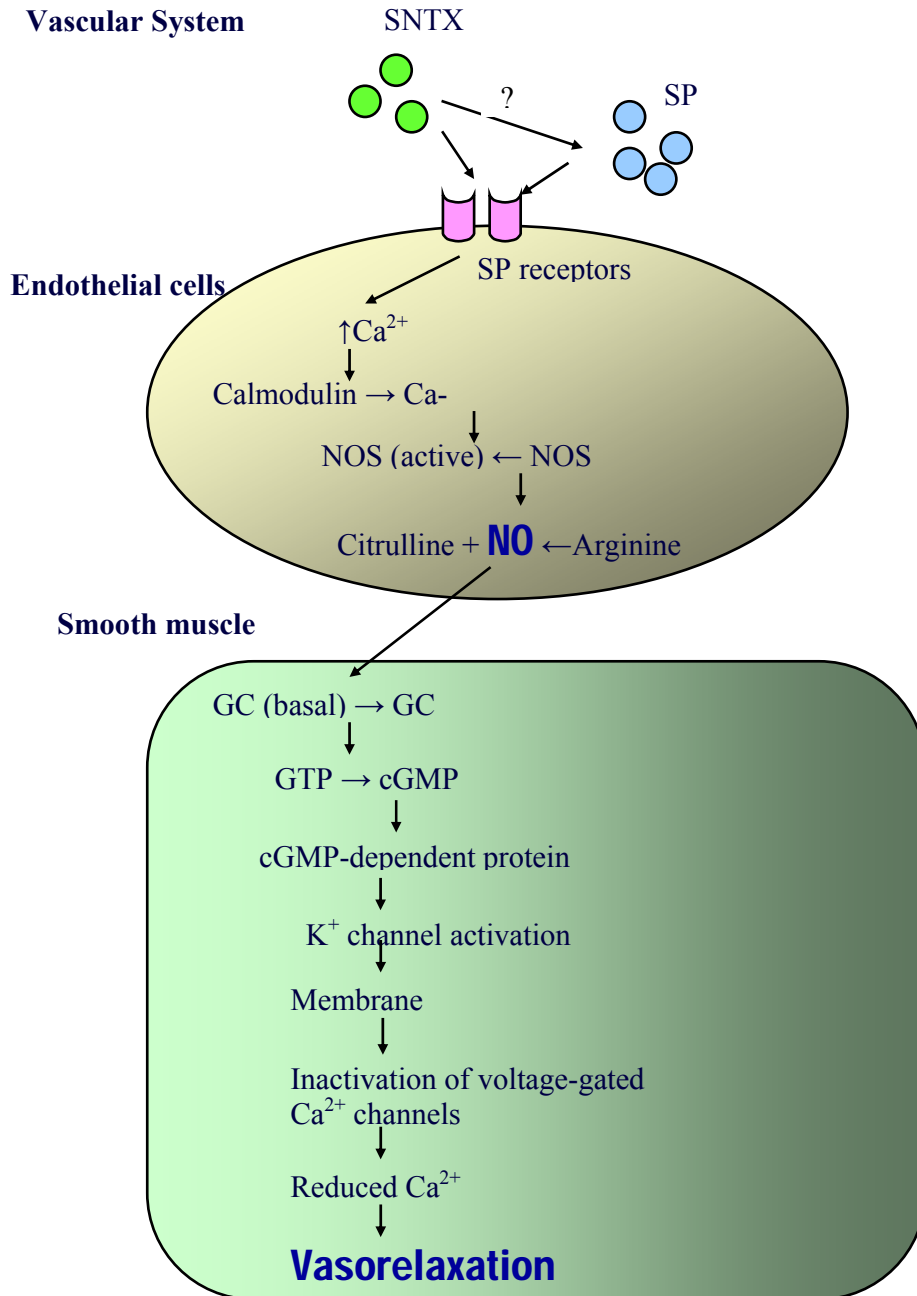 Vascular System
SNTX
?
SP
SP receptors
Endothelial cells
↑Ca²⁺
Calmodulin → Ca-
NOS (active) ← NOS
Citrulline + NO ←Arginine
Smooth muscle
GC (basal) → GC
GTP → cGMP
cGMP-dependent protein
K⁺ channel activation
Membrane
Inactivation of voltage-gated
Ca²⁺ channels
Reduced Ca²⁺
Vasorelaxation